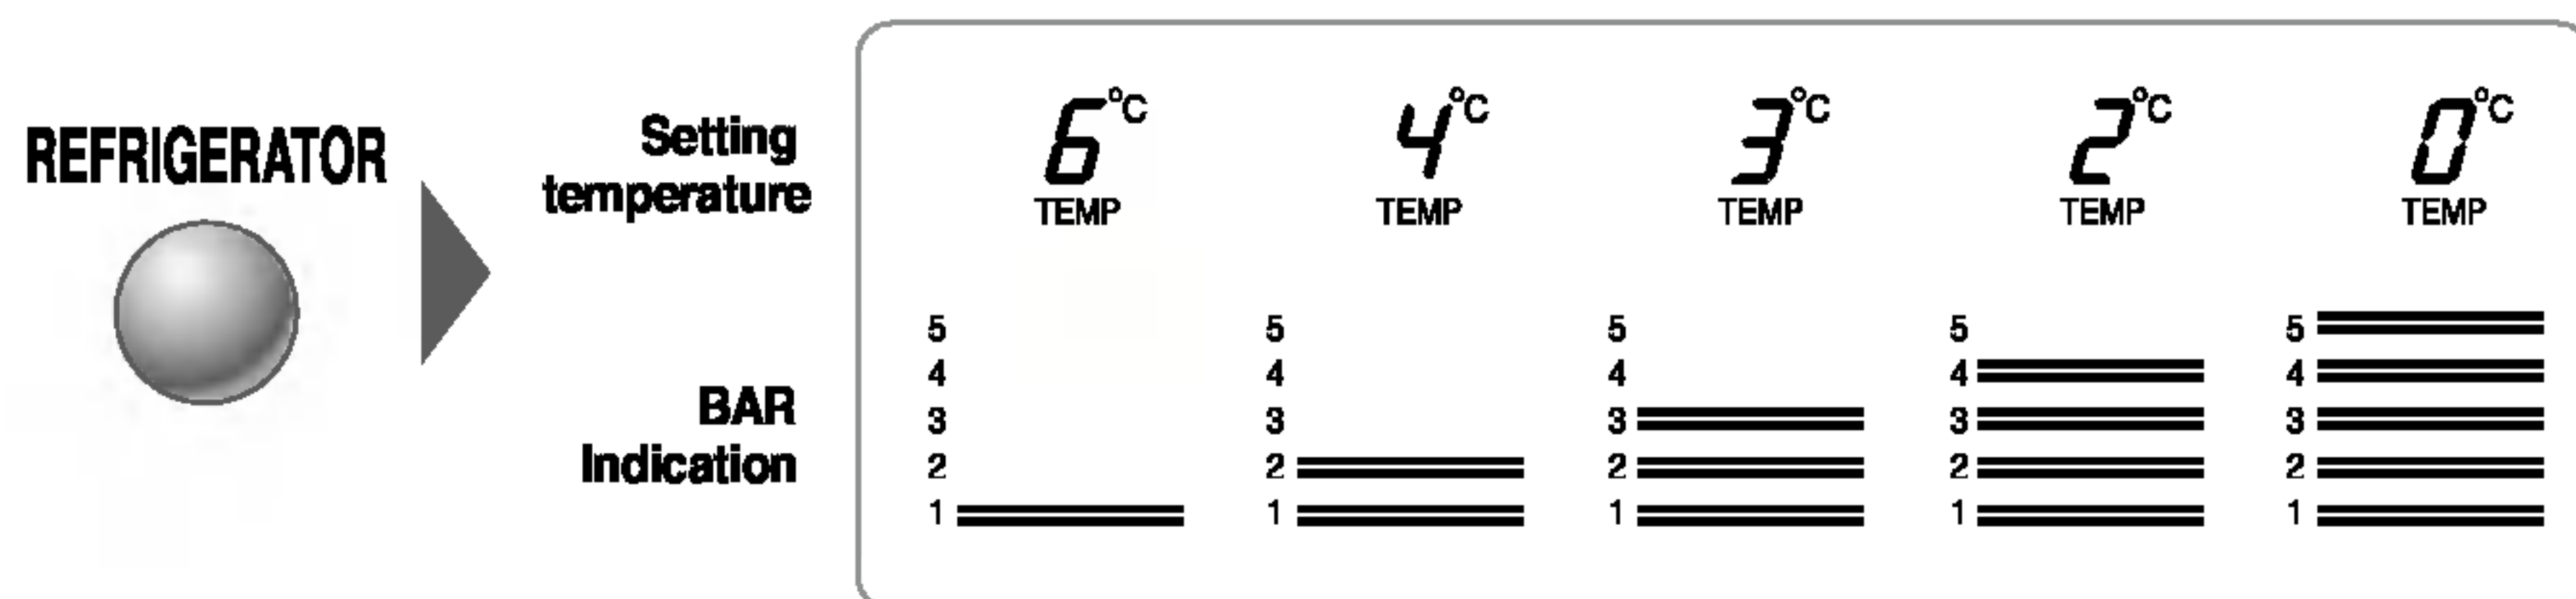 REFRIGERATOR
Setting
temperature
6°C 4°C 3°C 2°C 0°C
TEMP TEMP TEMP TEMP TEMP
BAR
Indication
5 5 5 5 5
4 4 4 4 4
3 3 3 3 3
2 2 2 2 2
1 1 1 1 1